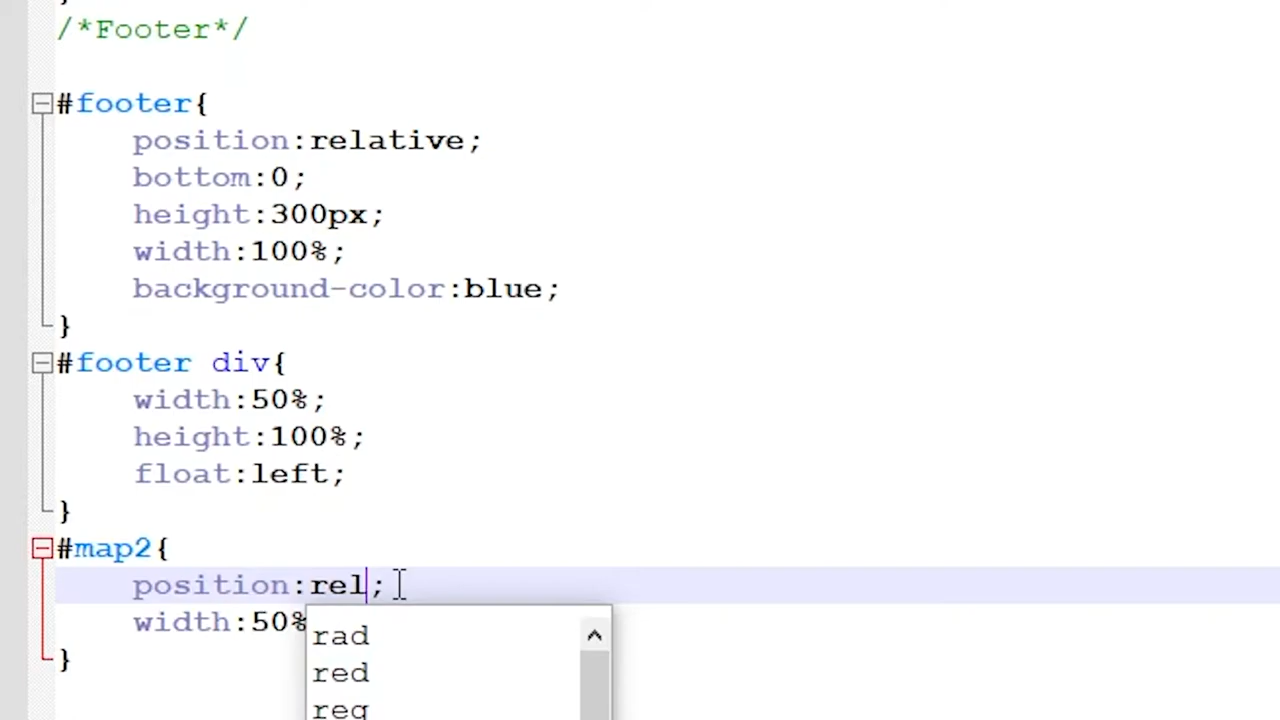 /*Footer*/
#footer{
position:relative;
bottom:0;
height:300px;
width:100%;
background-color:blue;
}
#footer div{
width:50%;
height:100%;
float:left;
}
#map2{
position:rel;
width:50%
}
rad
red